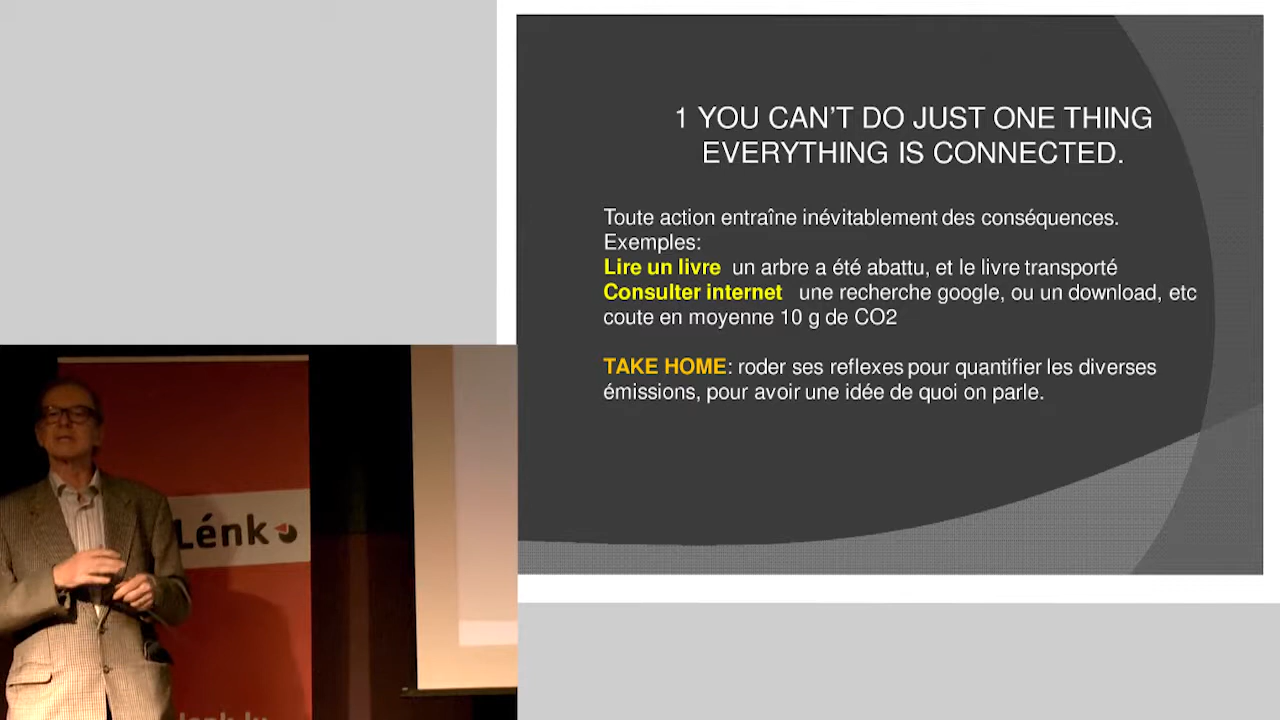 1 YOU CAN'T DO JUST ONE THING
EVERYTHING IS CONNECTED.
Toute action entraîne inévitablement des conséquences.
Exemples:
Lire un livre un arbre a été abattu, et le livre transporté
Consulter internet une recherche google, ou un download, etc
coute en moyenne 10 g de CO2
TAKE HOME: roder ses reflexes pour quantifier les diverses
émissions, pour avoir une idée de quoi on parle.
Lénk